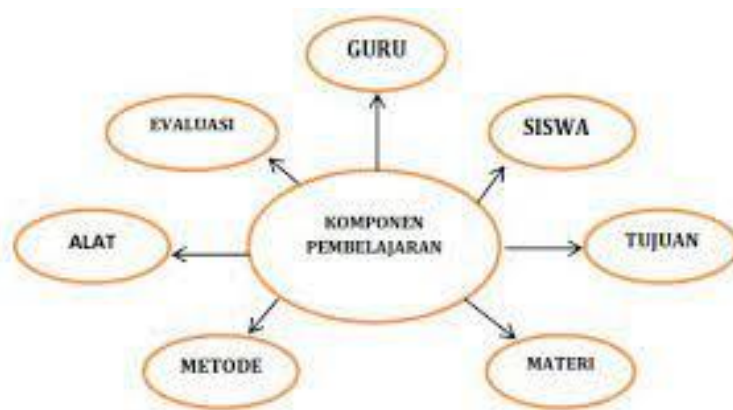 GURU
EVALUASI
SISWA
KOMPONEN
PEMBELAJARAN
ALAT
TUJUAN
METODE
MATERI